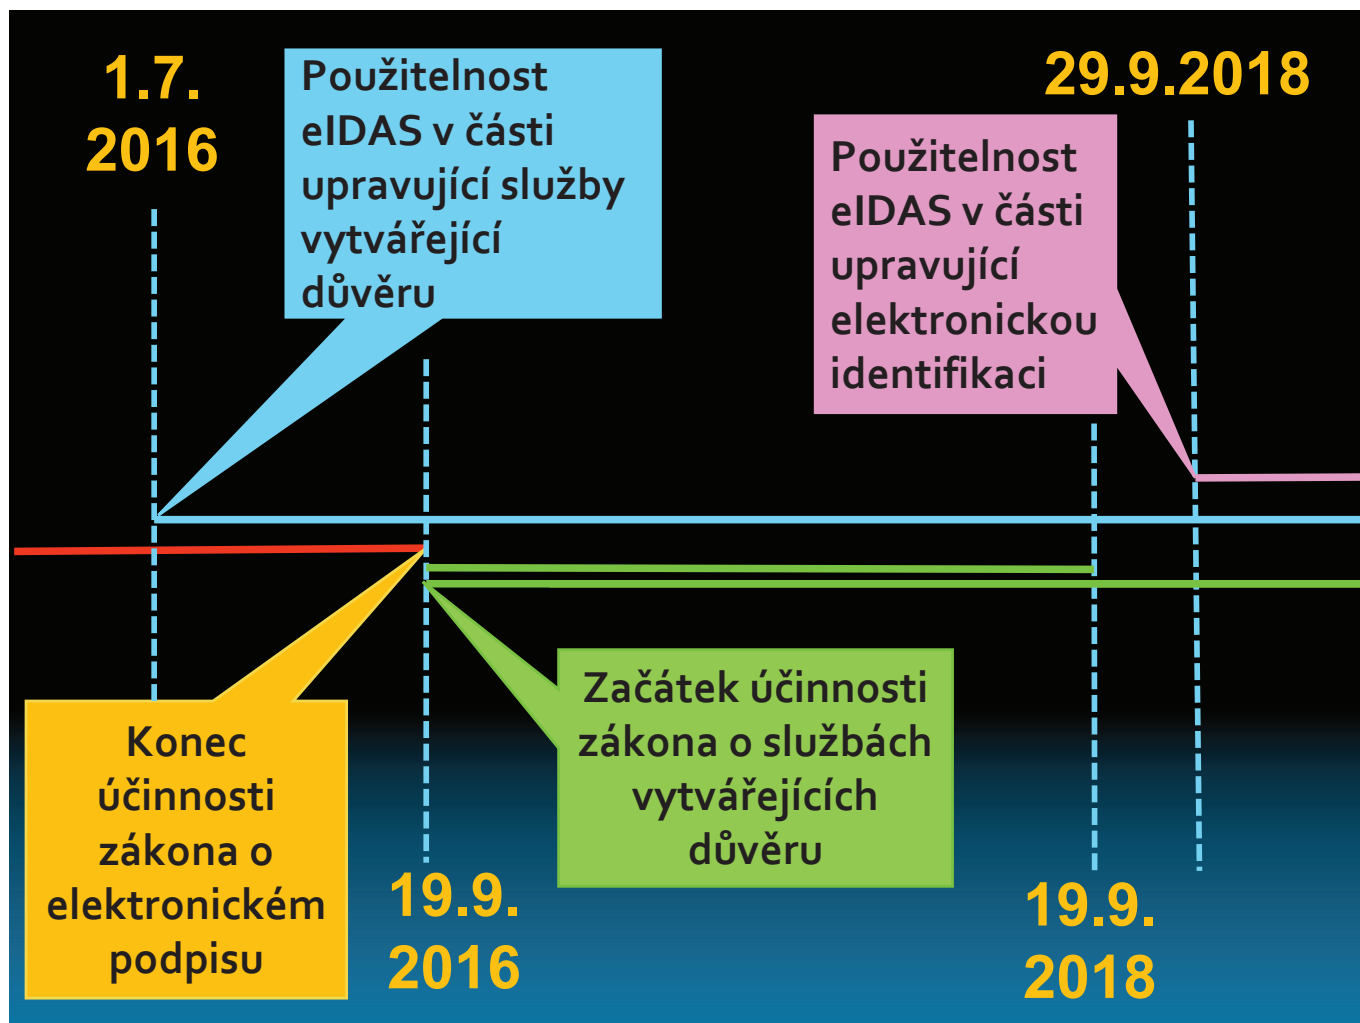 1.7.
2016
Použitelnost
eIDAS v části
upravující služby
vytvářející
důvěru
29.9.2018
Použitelnost
eIDAS v části
upravující
elektronickou
identifikaci
Konec
účinnosti
zákona o
elektronickém
podpisu
19.9.
2016
Začátek účinnosti
zákona o službách
vytvářejících
důvěru
19.9.
2018